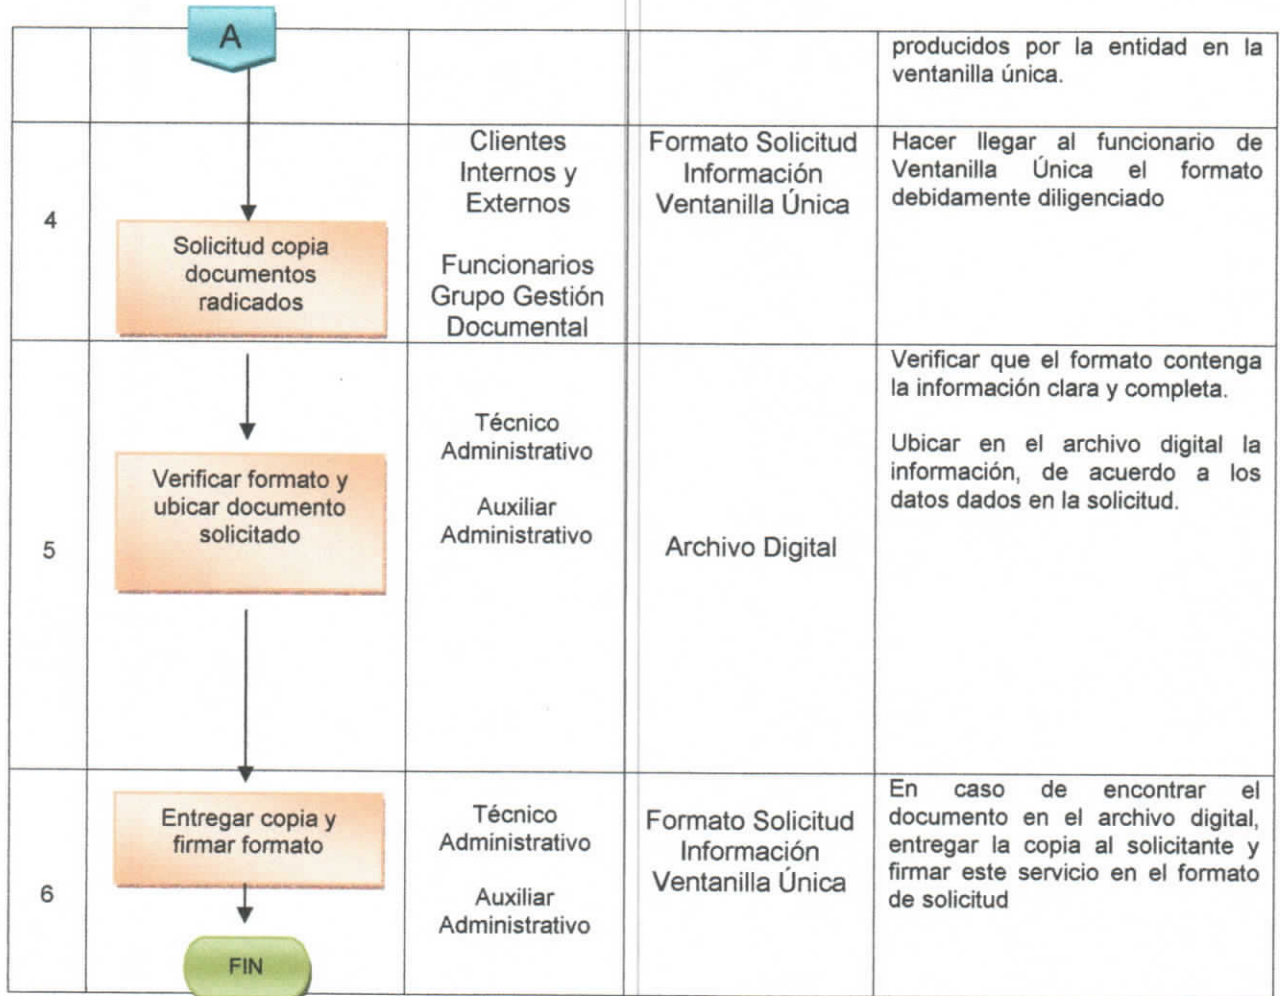 A
producidos por la entidad en la
ventanilla única.
4
Solicitud copia
documentos
radicados
Clientes
Internos y
Externos
Funcionarios
Grupo Gestión
Documental
Formato Solicitud
Información
Ventanilla Única
Hacer llegar al funcionario de
Ventanilla Única el formato
debidamente diligenciado
5
Verificar formato y
ubicar documento
solicitado
Técnico
Administrativo
Auxiliar
Administrativo
Archivo Digital
Verificar que el formato contenga
la información clara y completa.
Ubicar en el archivo digital la
información, de acuerdo a los
datos dados en la solicitud.
6
Entregar copia y
firmar formato
FIN
Técnico
Administrativo
Auxiliar
Administrativo
Formato Solicitud
Información
Ventanilla Única
En caso de encontrar el
documento en el archivo digital,
entregar la copia al solicitante y
firmar este servicio en el formato
de solicitud